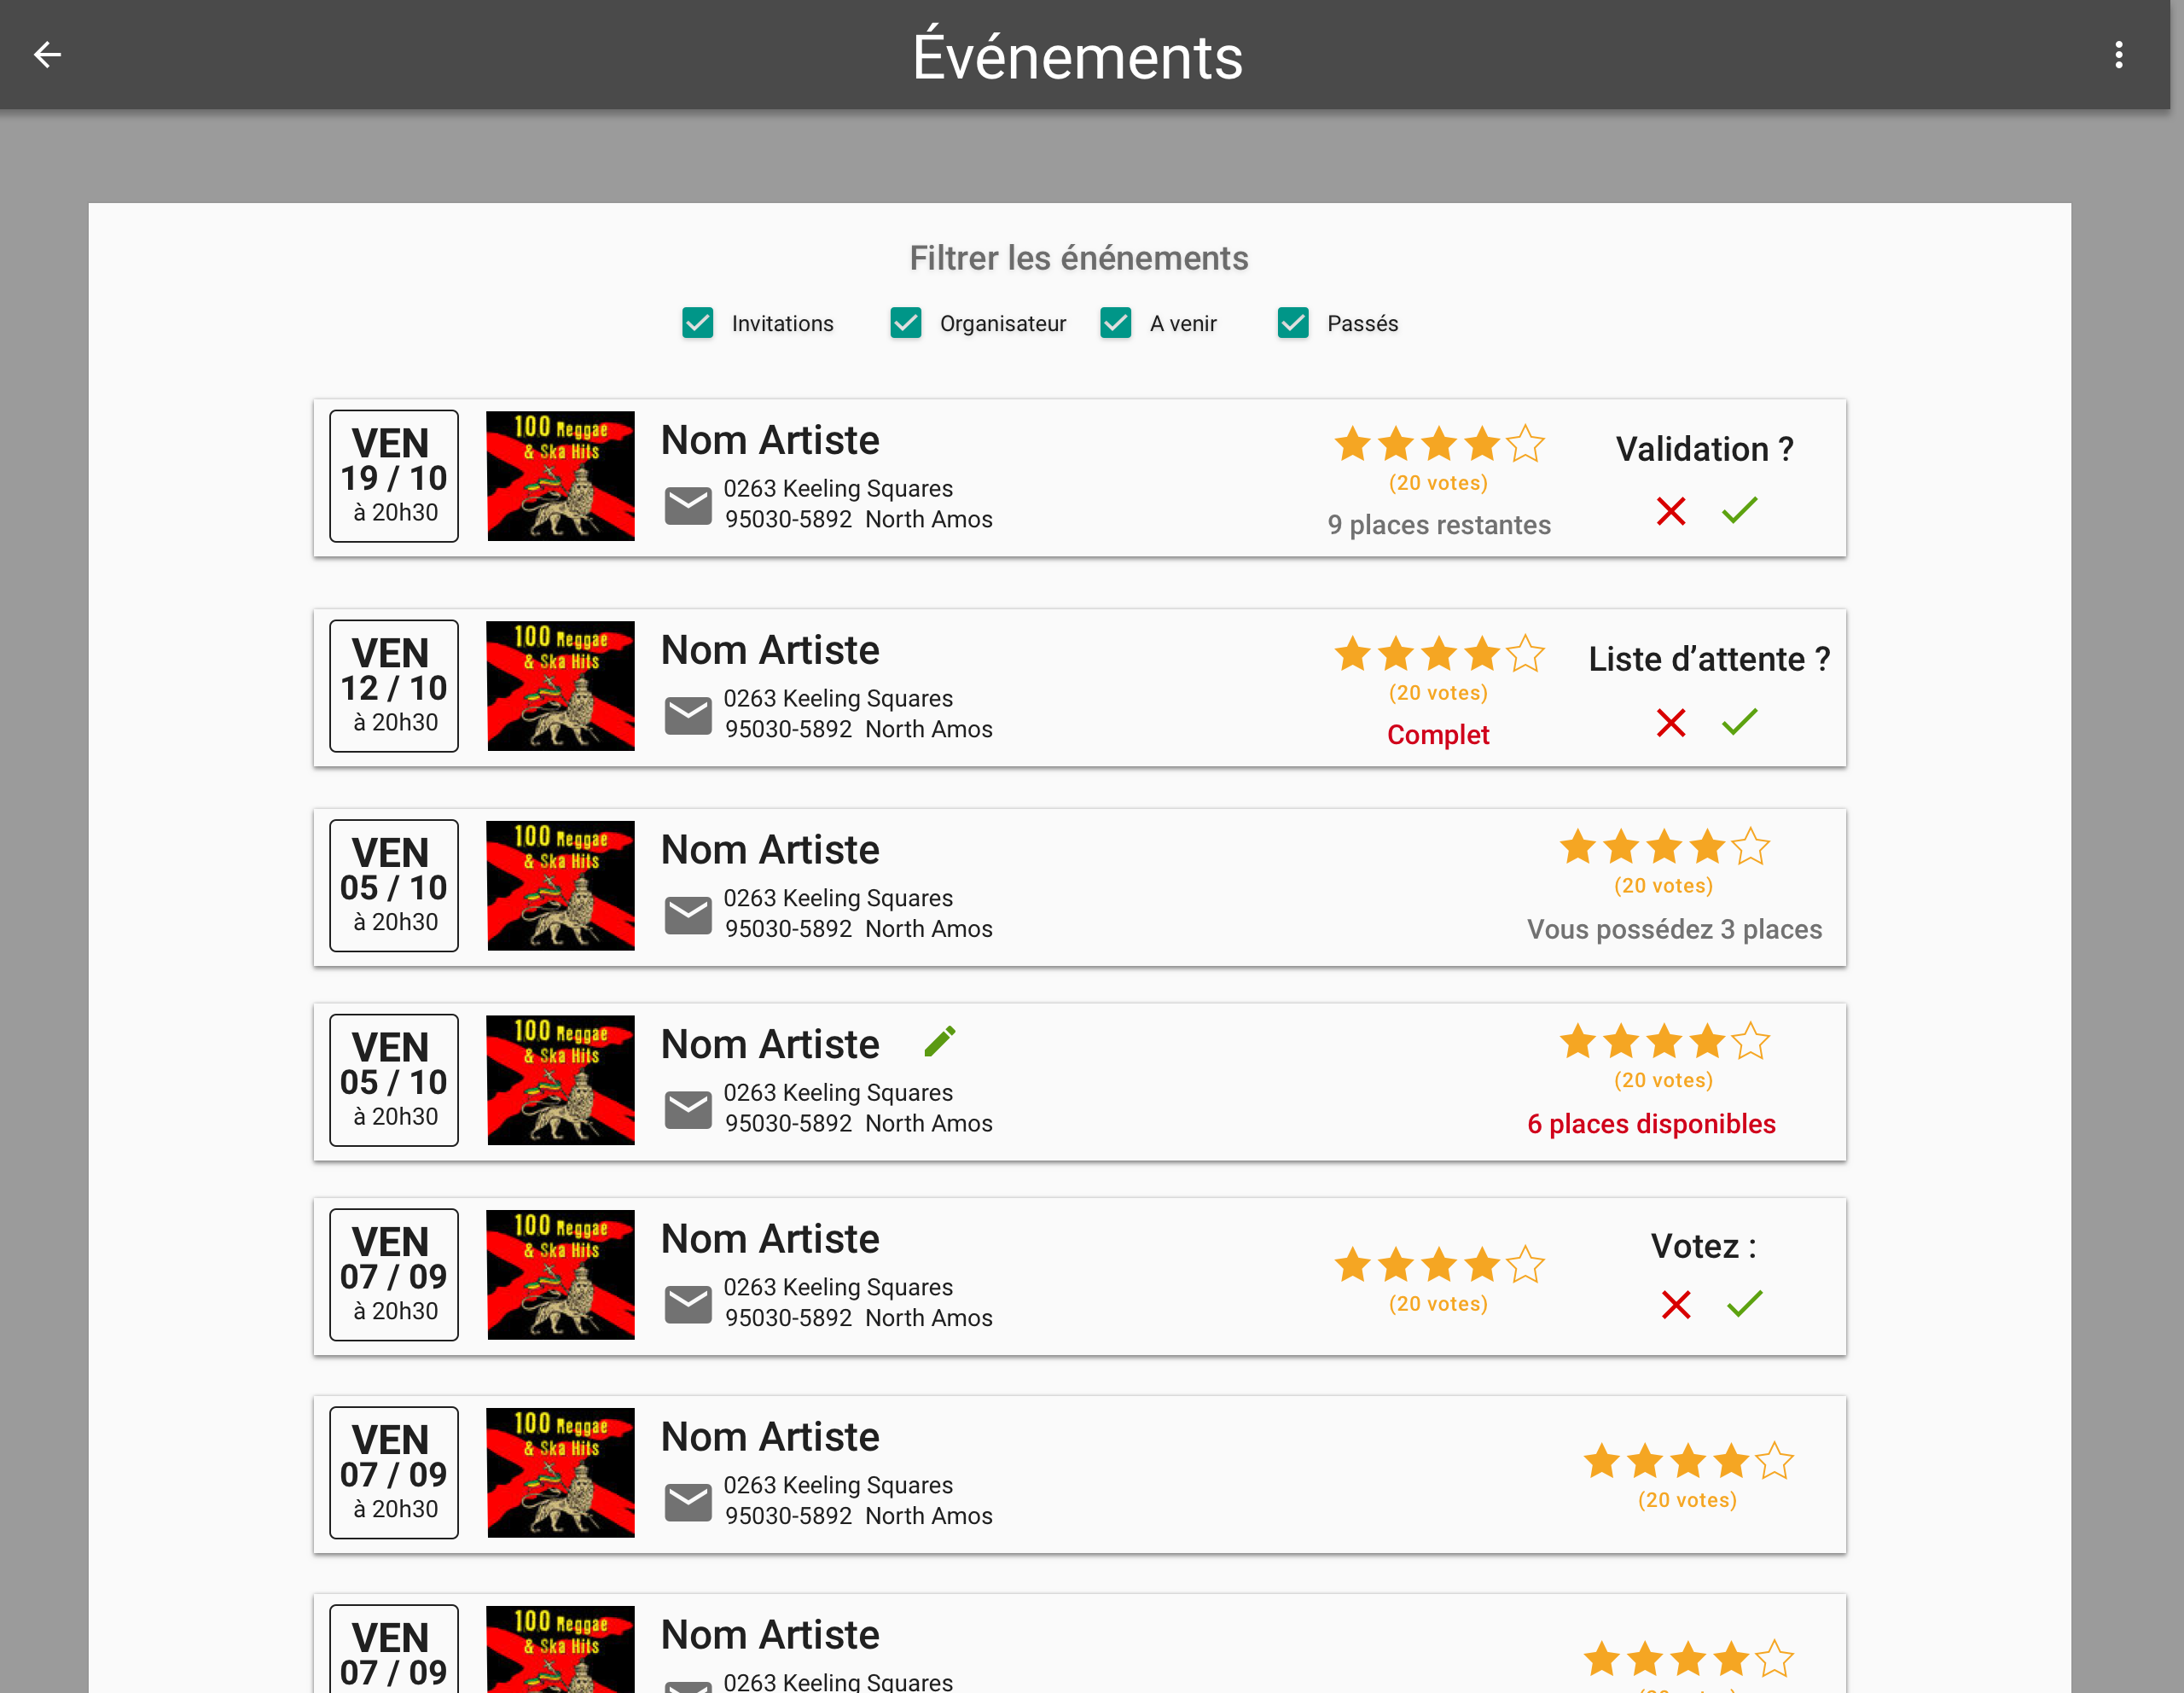 Événements
Filtrer les énénements
Invitations Organisateur A venir Passés
VEN
19 / 10
à 20h30
100 Reggae
& Ska Hits
Nom Artiste
0263 Keeling Squares
95030-5892 North Amos
(20 votes)
9 places restantes
Validation ?
VEN
12 / 10
à 20h30
100 Reggae
& Ska Hits
Nom Artiste
0263 Keeling Squares
95030-5892 North Amos
(20 votes)
Complet
Liste d’attente ?
VEN
05 / 10
à 20h30
100 Reggae
& Ska Hits
Nom Artiste
0263 Keeling Squares
95030-5892 North Amos
(20 votes)
Vous possédez 3 places
VEN
05 / 10
à 20h30
100 Reggae
& Ska Hits
Nom Artiste
0263 Keeling Squares
95030-5892 North Amos
(20 votes)
6 places disponibles
VEN
07 / 09
à 20h30
100 Reggae
& Ska Hits
Nom Artiste
0263 Keeling Squares
95030-5892 North Amos
(20 votes)
Votez :
VEN
07 / 09
à 20h30
100 Reggae
& Ska Hits
Nom Artiste
0263 Keeling Squares
95030-5892 North Amos
(20 votes)
VEN
07 / 09
100 Reggae
& Ska Hits
Nom Artiste
0263 Keeling Squares